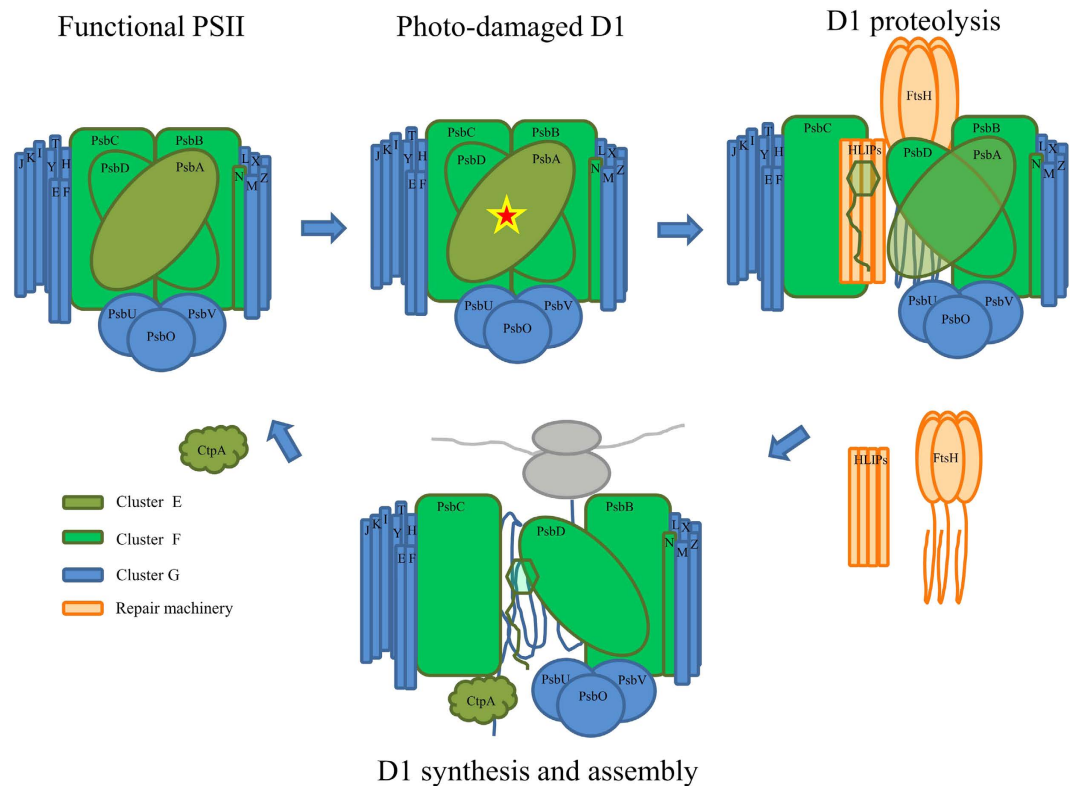 Functional PSII
Photo-damaged D1
D1 proteolysis
PsbC
PsbB
PsbD
PsbA
J
K
I
T
Y
H
E
F
L
X
N
M
Z
PsbU
PsbV
PsbO
PsbC
PsbB
PsbD
PsbA
J
K
I
T
Y
H
E
F
L
X
N
M
Z
PsbU
PsbV
PsbO
FtsH
PsbC
PsbB
HLIPs
PsbD
PsbA
J
K
I
T
Y
H
E
F
L
X
N
M
Z
PsbU
PsbV
PsbO
CtpA
Cluster E
Cluster F
Cluster G
Repair machinery
PsbC
PsbB
PsbD
J
K
I
T
Y
H
E
F
L
X
N
M
Z
PsbU
PsbV
PsbO
CtpA
HLIPs
FtsH
D1 synthesis and assembly